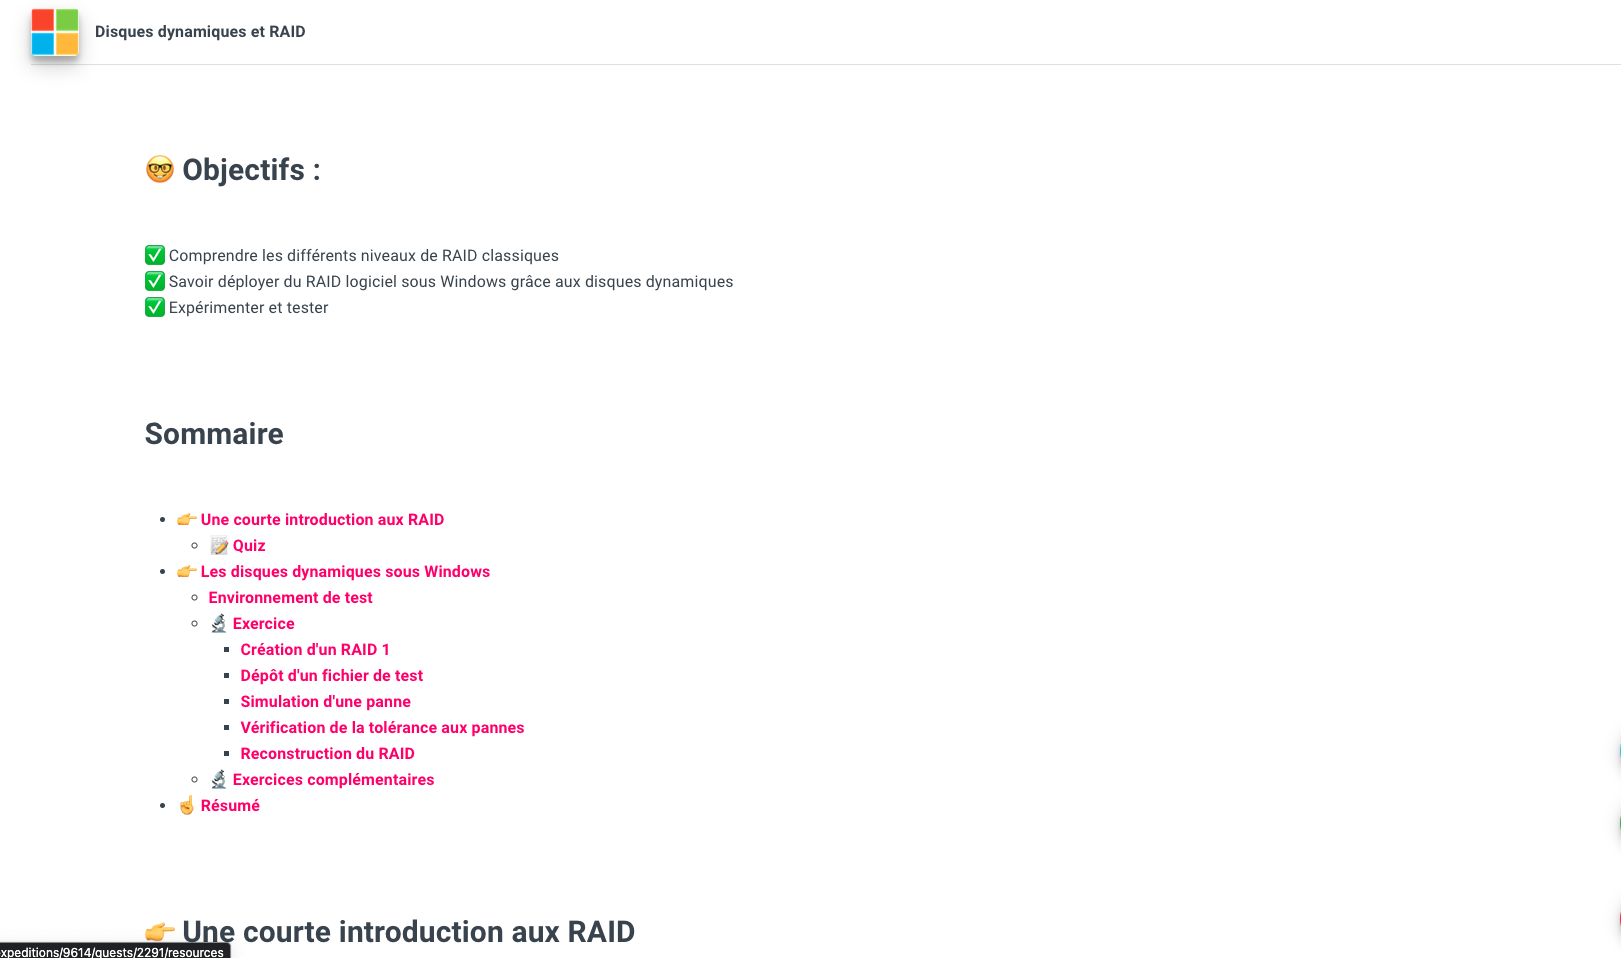 Disques dynamiques et RAID
🤓 Objectifs :
✅ Comprendre les différents niveaux de RAID classiques
✅ Savoir déployer du RAID logiciel sous Windows grâce aux disques dynamiques
✅ Expérimenter et tester
Sommaire
👉 Une courte introduction aux RAID
📝 Quiz
👉 Les disques dynamiques sous Windows
Environnement de test
🔬 Exercice
Création d'un RAID 1
Dépôt d'un fichier de test
Simulation d'une panne
Vérification de la tolérance aux pannes
Reconstruction du RAID
🔬 Exercices complémentaires
☝️ Résumé
👉 Une courte introduction aux RAID
xpeditions/9614/quests/2291/resources